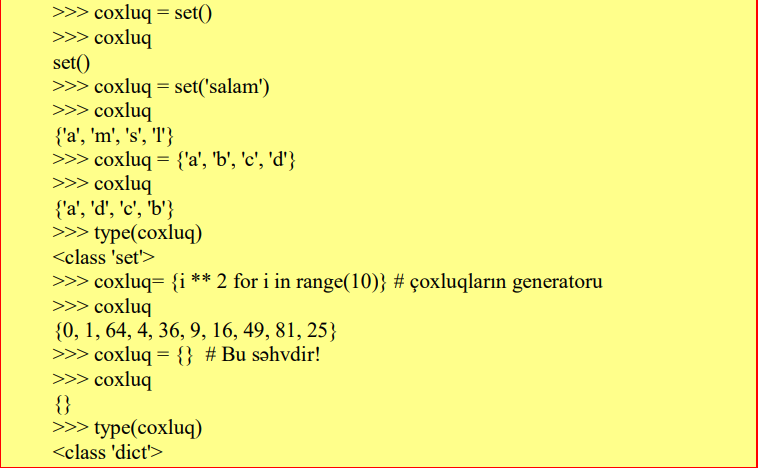 >>> coxluq = set()
>>> coxluq
set()
>>> coxluq = set('salam')
>>> coxluq
{'a', 'm', 's', 'l'}
>>> coxluq = {'a', 'b', 'c', 'd'}
>>> coxluq
{'a', 'd', 'c', 'b'}
>>> type(coxluq)
<class 'set'>
>>> coxluq= {i ** 2 for i in range(10)} # çoxluqların generatoru
>>> coxluq
{0, 1, 64, 4, 36, 9, 16, 49, 81, 25}
>>> coxluq = {}  # Bu səhvdir!
>>> coxluq
{}
>>> type(coxluq)
<class 'dict'>